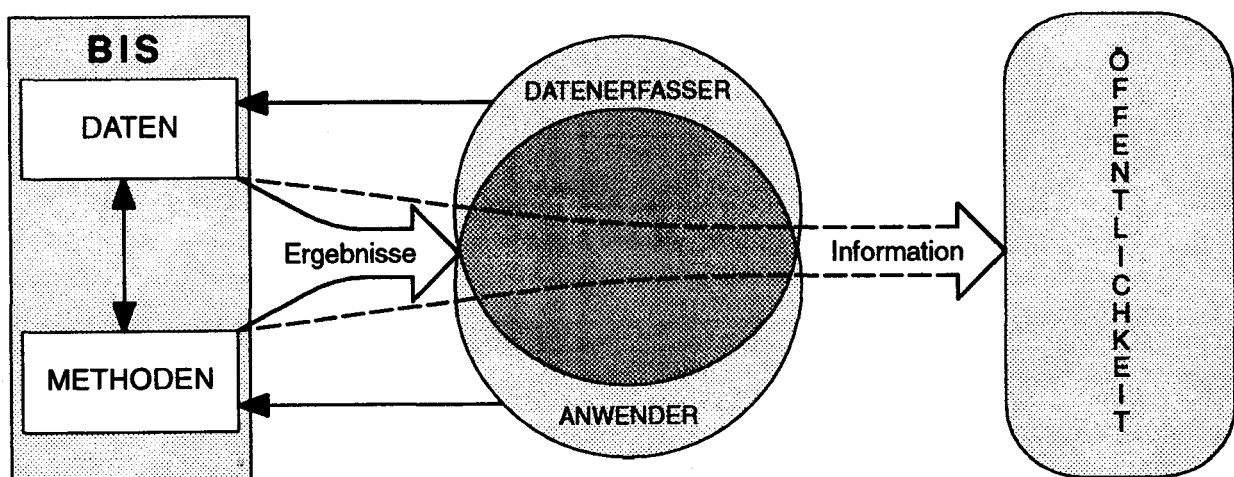 BIS
DATEN
METHODEN
Ergebnisse
DATENERFASSER
ANWENDER
Information
ÖFFENTLICHKEIT